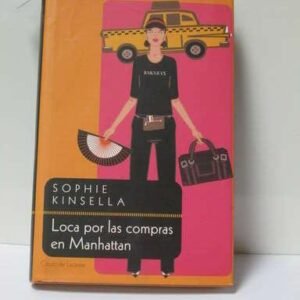 SOPHIE
KINSELLA
Loca por las compras
en Manhattan